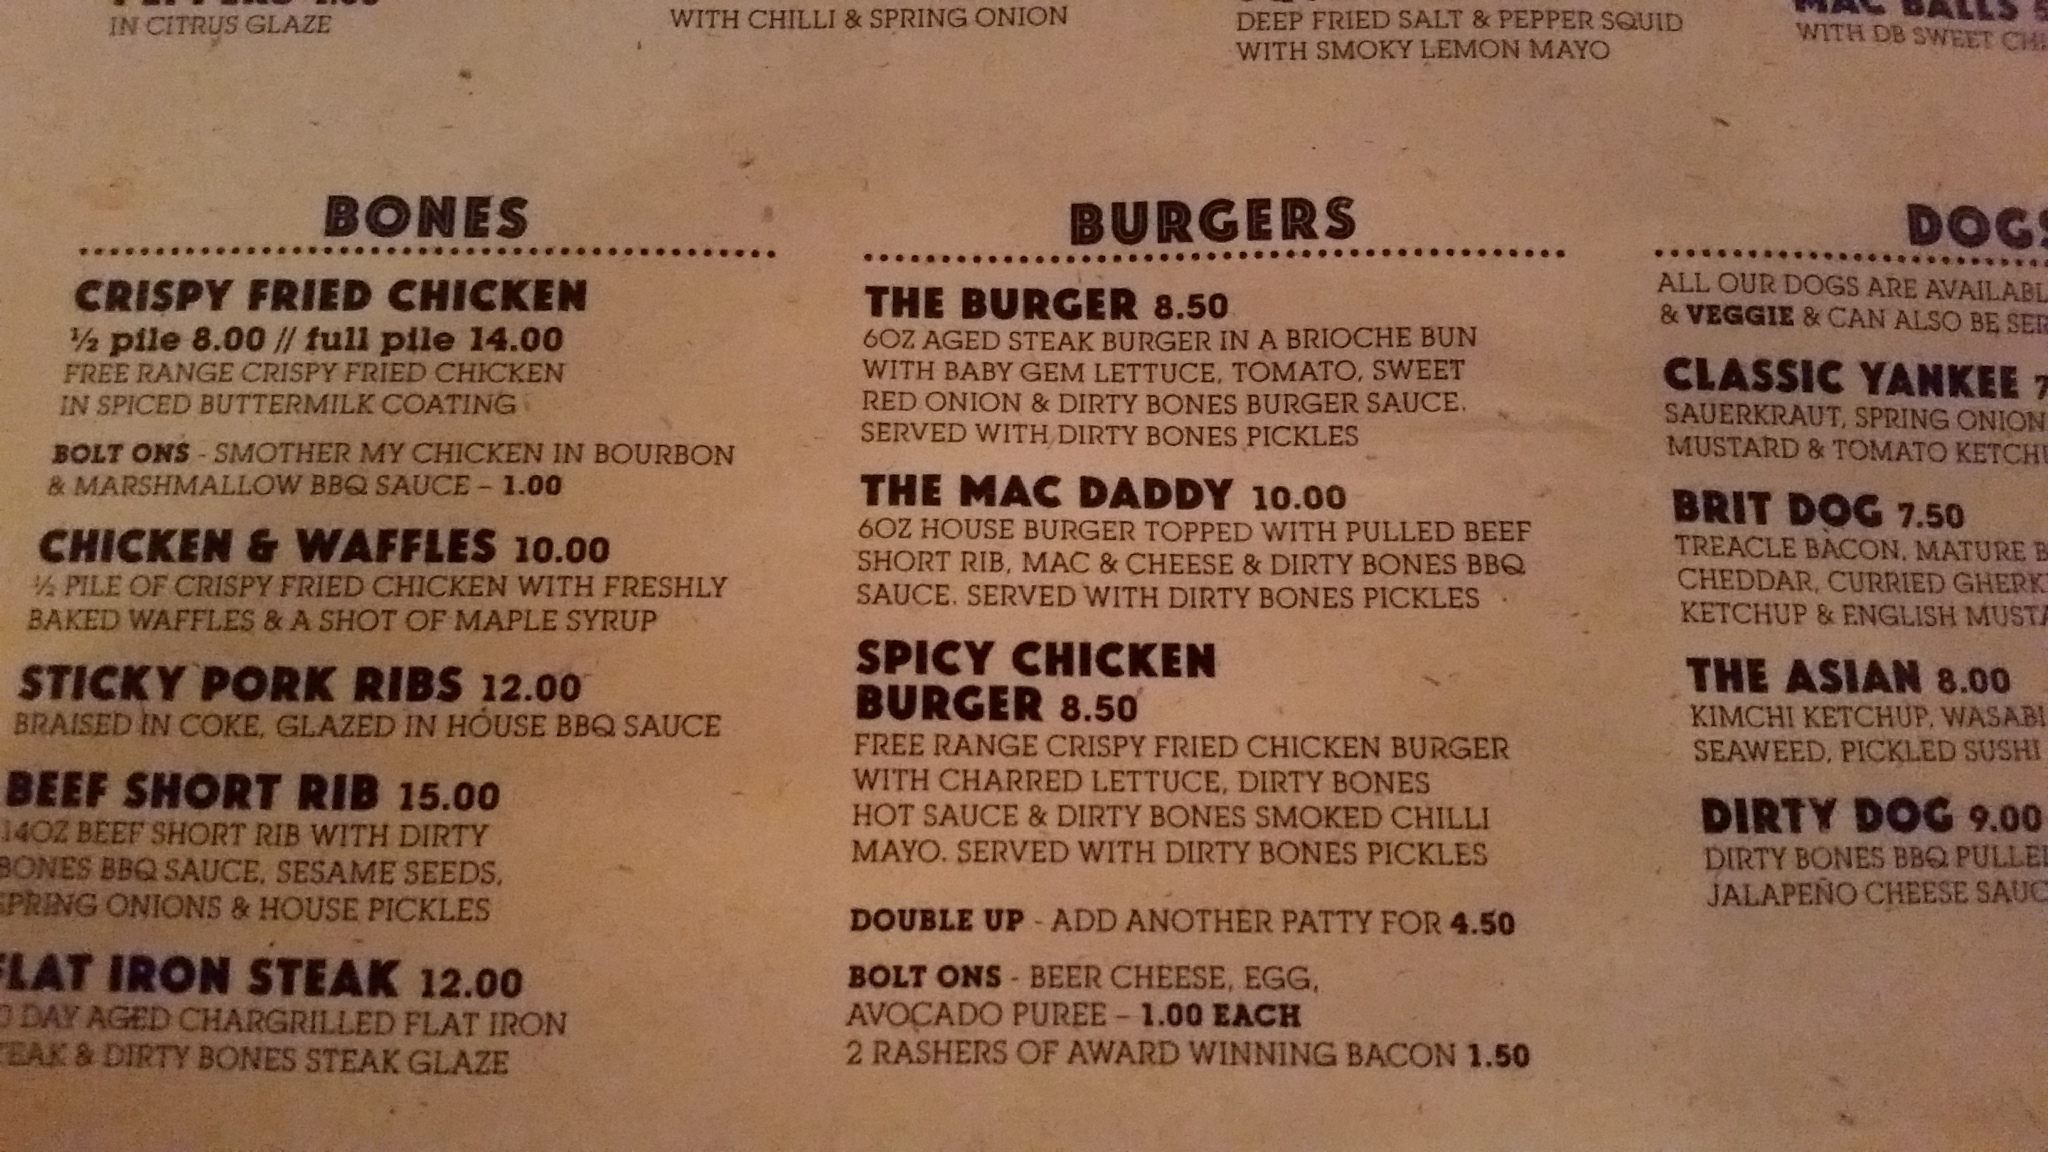 IN CITRUS GLAZE
WITH CHILLI & SPRING ONION
DEEP FRIED SALT & PEPPER SQUID
WITH SMOKY LEMON MAYO
MAC BALLS
WITH DB SWEET
BONES
CRISPY FRIED CHICKEN
½ pile 8.00 // full pile 14.00
FREE RANGE CRISPY FRIED CHICKEN
IN SPICED BUTTERMILK COATING
BOLT ONS - SMOTHER MY CHICKEN IN BOURBON
& MARSHMALLOW BBQ SAUCE – 1.00
CHICKEN & WAFFLES 10.00
½ PILE OF CRISPY FRIED CHICKEN WITH FRESHLY
BAKED WAFFLES & A SHOT OF MAPLE SYRUP
STICKY PORK RIBS 12.00
BRAISED IN COKE, GLAZED IN HOUSE BBQ SAUCE
BEEF SHORT RIB 15.00
14OZ BEEF SHORT RIB WITH DIRTY
BONES BBQ SAUCE, SESAME SEEDS,
SPRING ONIONS & HOUSE PICKLES
FLAT IRON STEAK 12.00
DAY AGED CHARGRILLED FLAT IRON
STEAK & DIRTY BONES STEAK GLAZE
BURGERS
THE BURGER 8.50
6OZ AGED STEAK BURGER IN A BRIOCHE BUN
WITH BABY GEM LETTUCE, TOMATO, SWEET
RED ONION & DIRTY BONES BURGER SAUCE.
SERVED WITH DIRTY BONES PICKLES
THE MAC DADDY 10.00
6OZ HOUSE BURGER TOPPED WITH PULLED BEEF
SHORT RIB, MAC & CHEESE & DIRTY BONES BBQ
SAUCE. SERVED WITH DIRTY BONES PICKLES
SPICY CHICKEN
BURGER 8.50
FREE RANGE CRISPY FRIED CHICKEN BURGER
WITH CHARRED LETTUCE, DIRTY BONES
HOT SAUCE & DIRTY BONES SMOKED CHILLI
MAYO. SERVED WITH DIRTY BONES PICKLES
DOUBLE UP - ADD ANOTHER PATTY FOR 4.50
BOLT ONS - BEER CHEESE, EGG,
AVOCADO PUREE – 1.00 EACH
2 RASHERS OF AWARD WINNING BACON 1.50
DOGS
ALL OUR DOGS ARE
& VEGGIE & CAN ALSO BE
CLASSIC YANKEE
SAUERKRAUT, SPRING ONION
MUSTARD & TOMATO
BRIT DOG 7.50
TREACLE BACON, MATURE
CHEDDAR, CURRIED
KETCHUP & ENGLISH
THE ASIAN 8.00
KIMCHI KETCHUP, WASABI
SEAWEED, PICKLED SUSHI
DIRTY DOG 9.00
DIRTY BONES BBQ
JALAPEÑO CHEESE